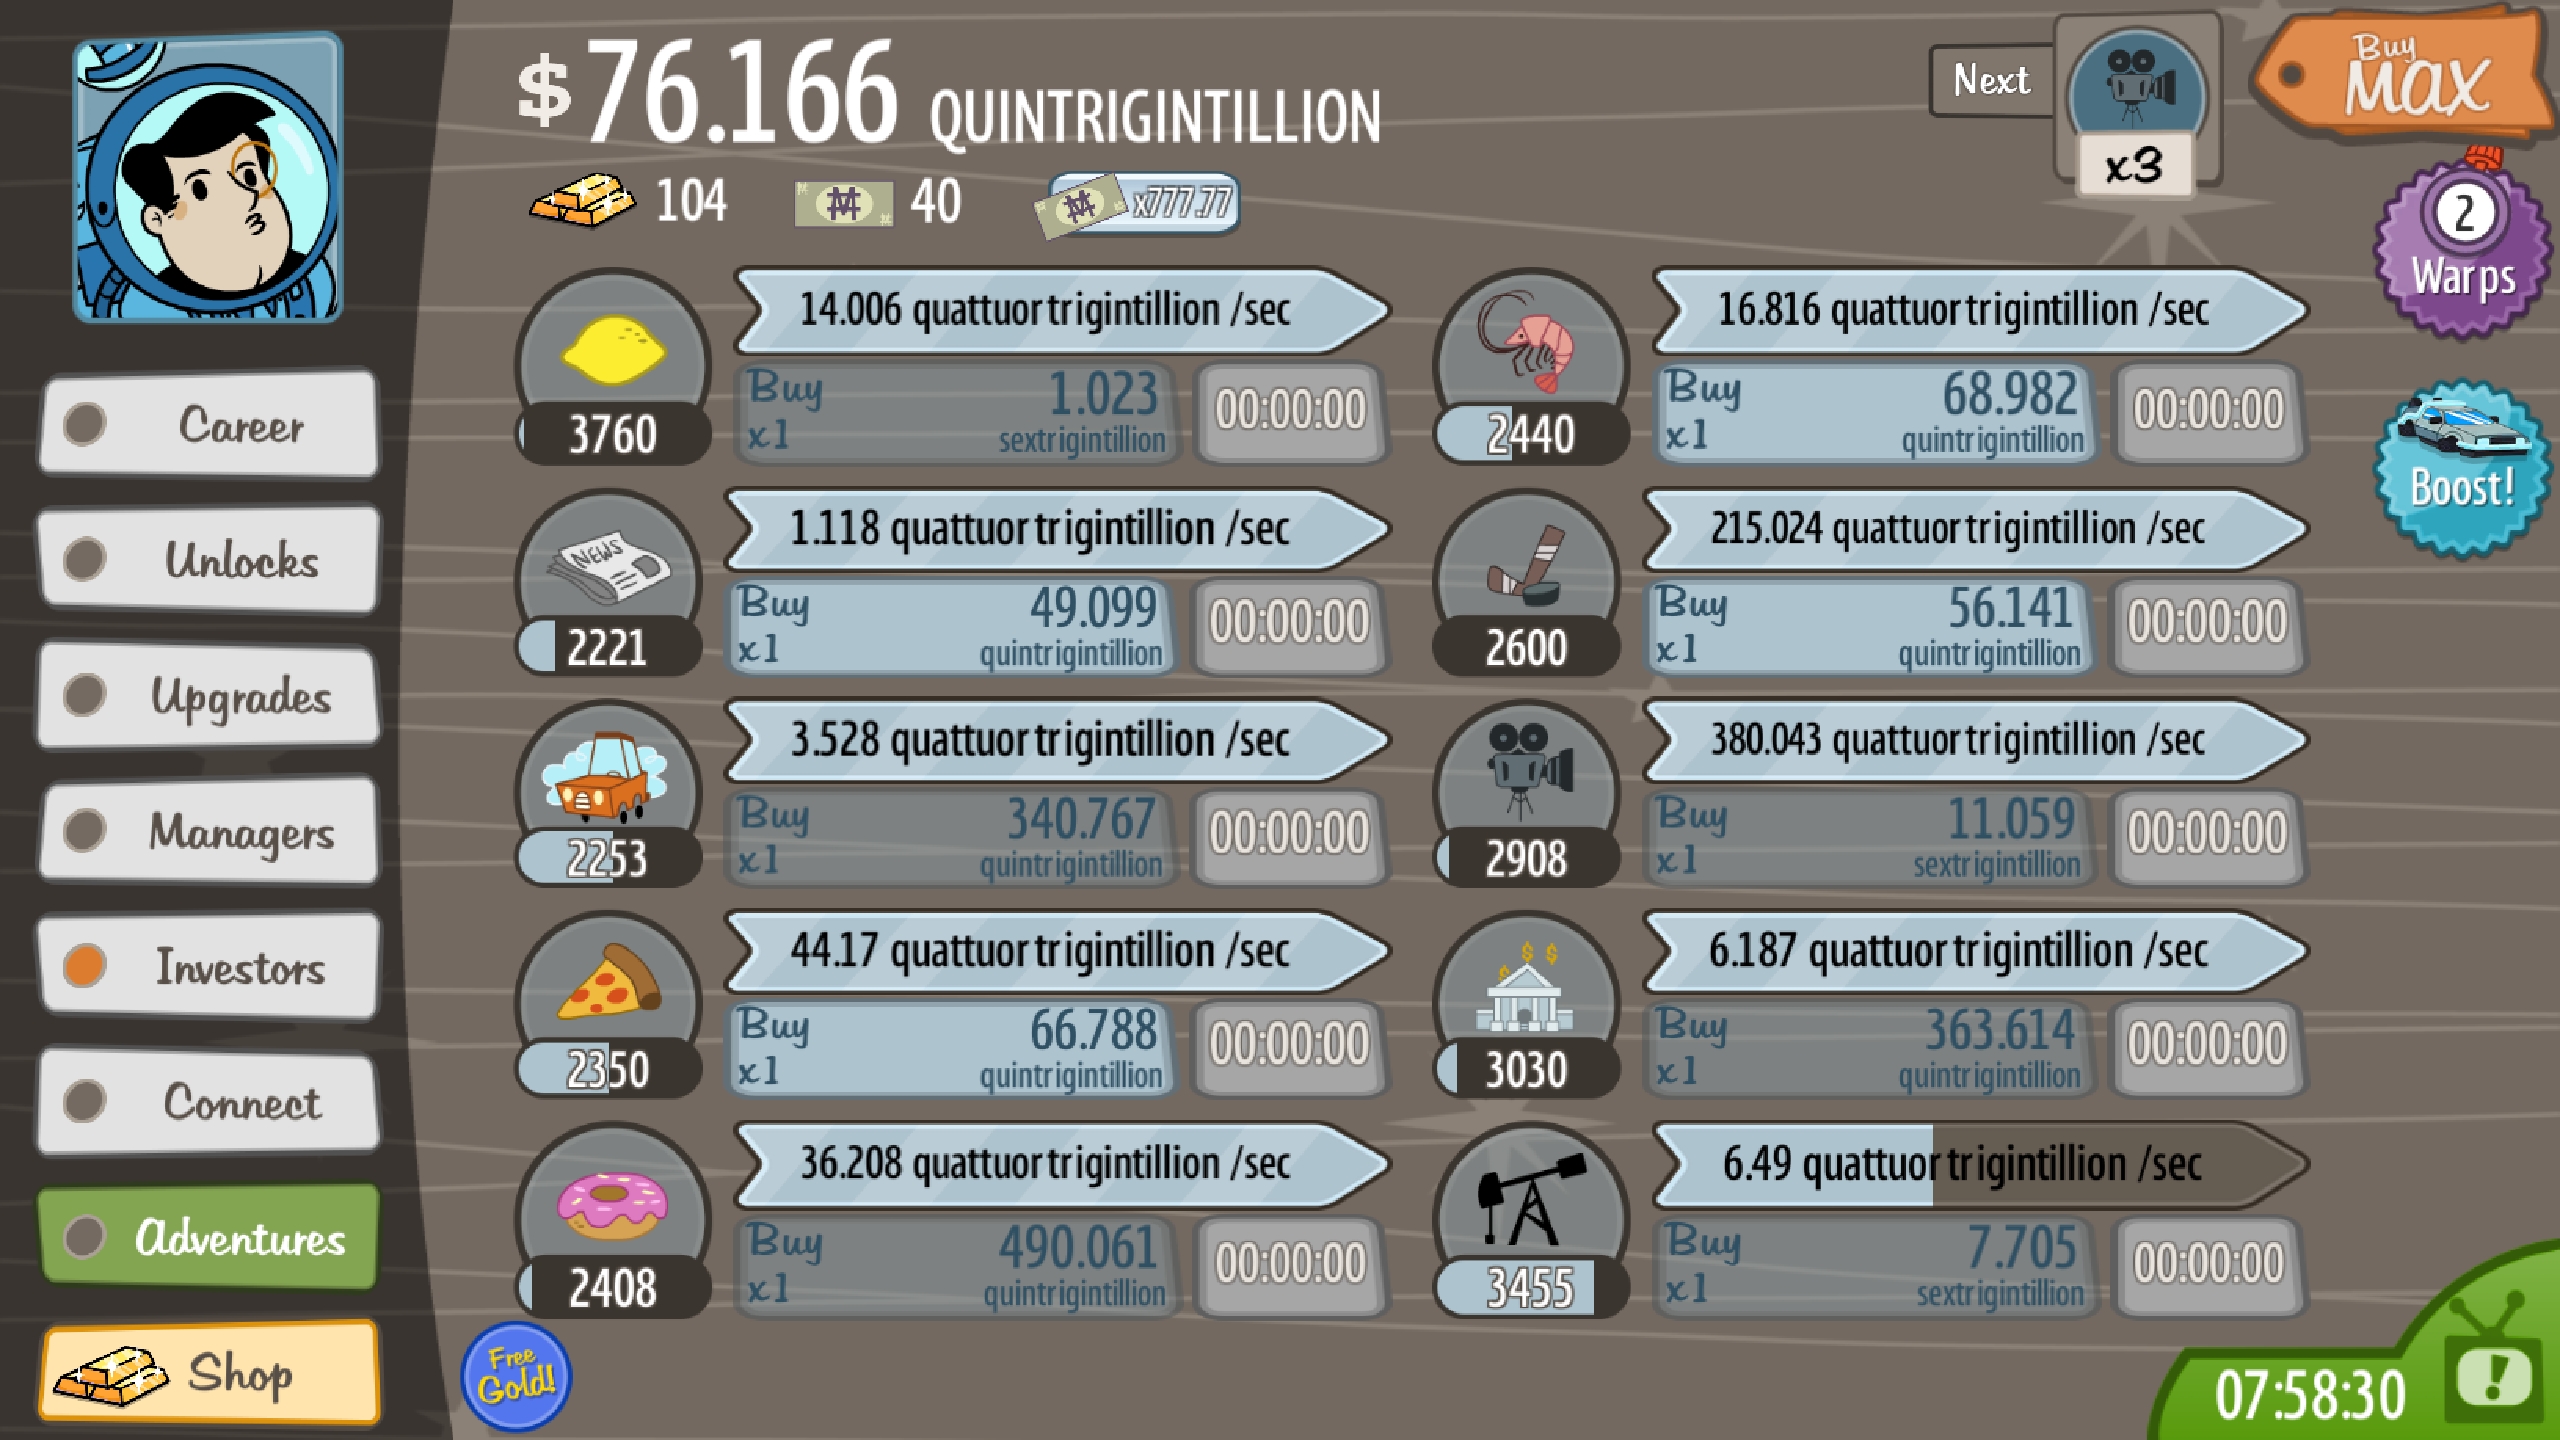 $76.166 QUINTRIGINTILLION
104 40 x777.77
Next
x3
Buy
MAX
2
Warps
Boost!
Career
Unlocks
Upgrades
Managers
Investors
Connect
Adventures
Shop
14.006 quattuortrigintillion /sec
3760
Buy
x1
1.023
sextrigintillion
00:00:00
16.816 quattuortrigintillion /sec
2440
Buy
x1
68.982
quintrigintillion
00:00:00
NEWS
1.118 quattuortrigintillion /sec
2221
Buy
x1
49.099
quintrigintillion
00:00:00
215.024 quattuortrigintillion /sec
2600
Buy
x1
56.141
quintrigintillion
00:00:00
3.528 quattuortrigintillion /sec
2253
Buy
x1
340.767
quintrigintillion
00:00:00
380.043 quattuortrigintillion /sec
2908
Buy
x1
11.059
sextrigintillion
00:00:00
44.17 quattuortrigintillion /sec
2350
Buy
x1
66.788
quintrigintillion
00:00:00
$ $ $
6.187 quattuortrigintillion /sec
3030
Buy
x1
363.614
quintrigintillion
00:00:00
36.208 quattuortrigintillion /sec
2408
Buy
x1
490.061
quintrigintillion
00:00:00
6.49 quattuortrigintillion /sec
3455
Buy
x1
7.705
sextrigintillion
00:00:00
Free
Gold!
07:58:30
!